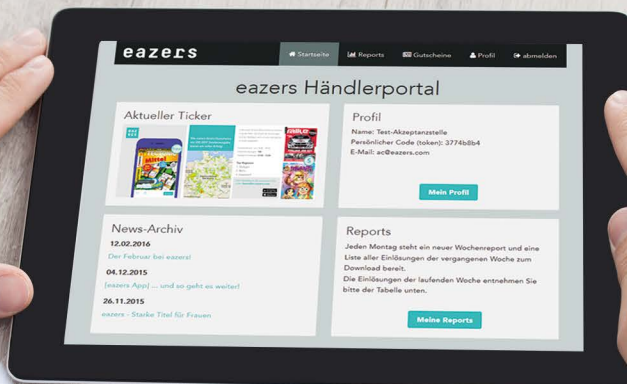 eazers
Startseite
Reports
Gutscheine
Profil
abmelden
eazers Händlerportal
Aktueller Ticker
Mittel
Profil
Name: Test-Akzeptanzstelle
Persönlicher Code (token): 3774b8b4
E-Mail: ac@eazers.com
Mein Profil
News-Archiv
12.02.2016
Der Februar bei eazers!
04.12.2015
[eazers App] ... und so geht es weiter!
26.11.2015
eazers - Starke Titel für Frauen
Reports
Jeden Montag steht ein neuer Wochenreport und eine
Liste aller Einlösungen der vergangenen Woche zum
Download bereit.
Die Einlösungen der laufenden Woche entnehmen Sie
bitte der Tabelle unten.
Meine Reports